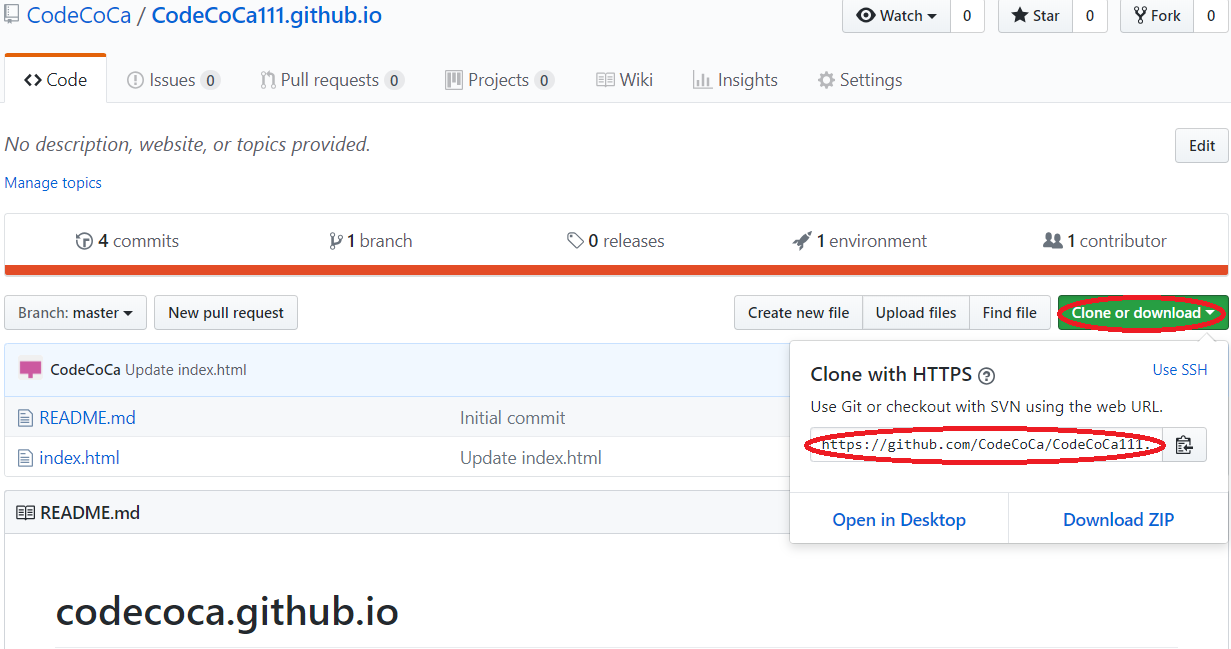 CodeCoCa / CodeCoCa111.github.io
Watch 0 Star 0 Fork 0
Code Issues 0 Pull requests 0 Projects 0 Wiki Insights Settings
No description, website, or topics provided.
Edit
Manage topics
4 commits 1 branch 0 releases 1 environment 1 contributor
Branch: master New pull request Create new file Upload files Find file Clone or download
CodeCoCa Update index.html
README.md Initial commit
index.html Update index.html
Clone with HTTPS ? Use SSH
Use Git or checkout with SVN using the web URL.
https://github.com/CodeCoCa/CodeCoCa111.
Open in Desktop Download ZIP
README.md
codecoca.github.io